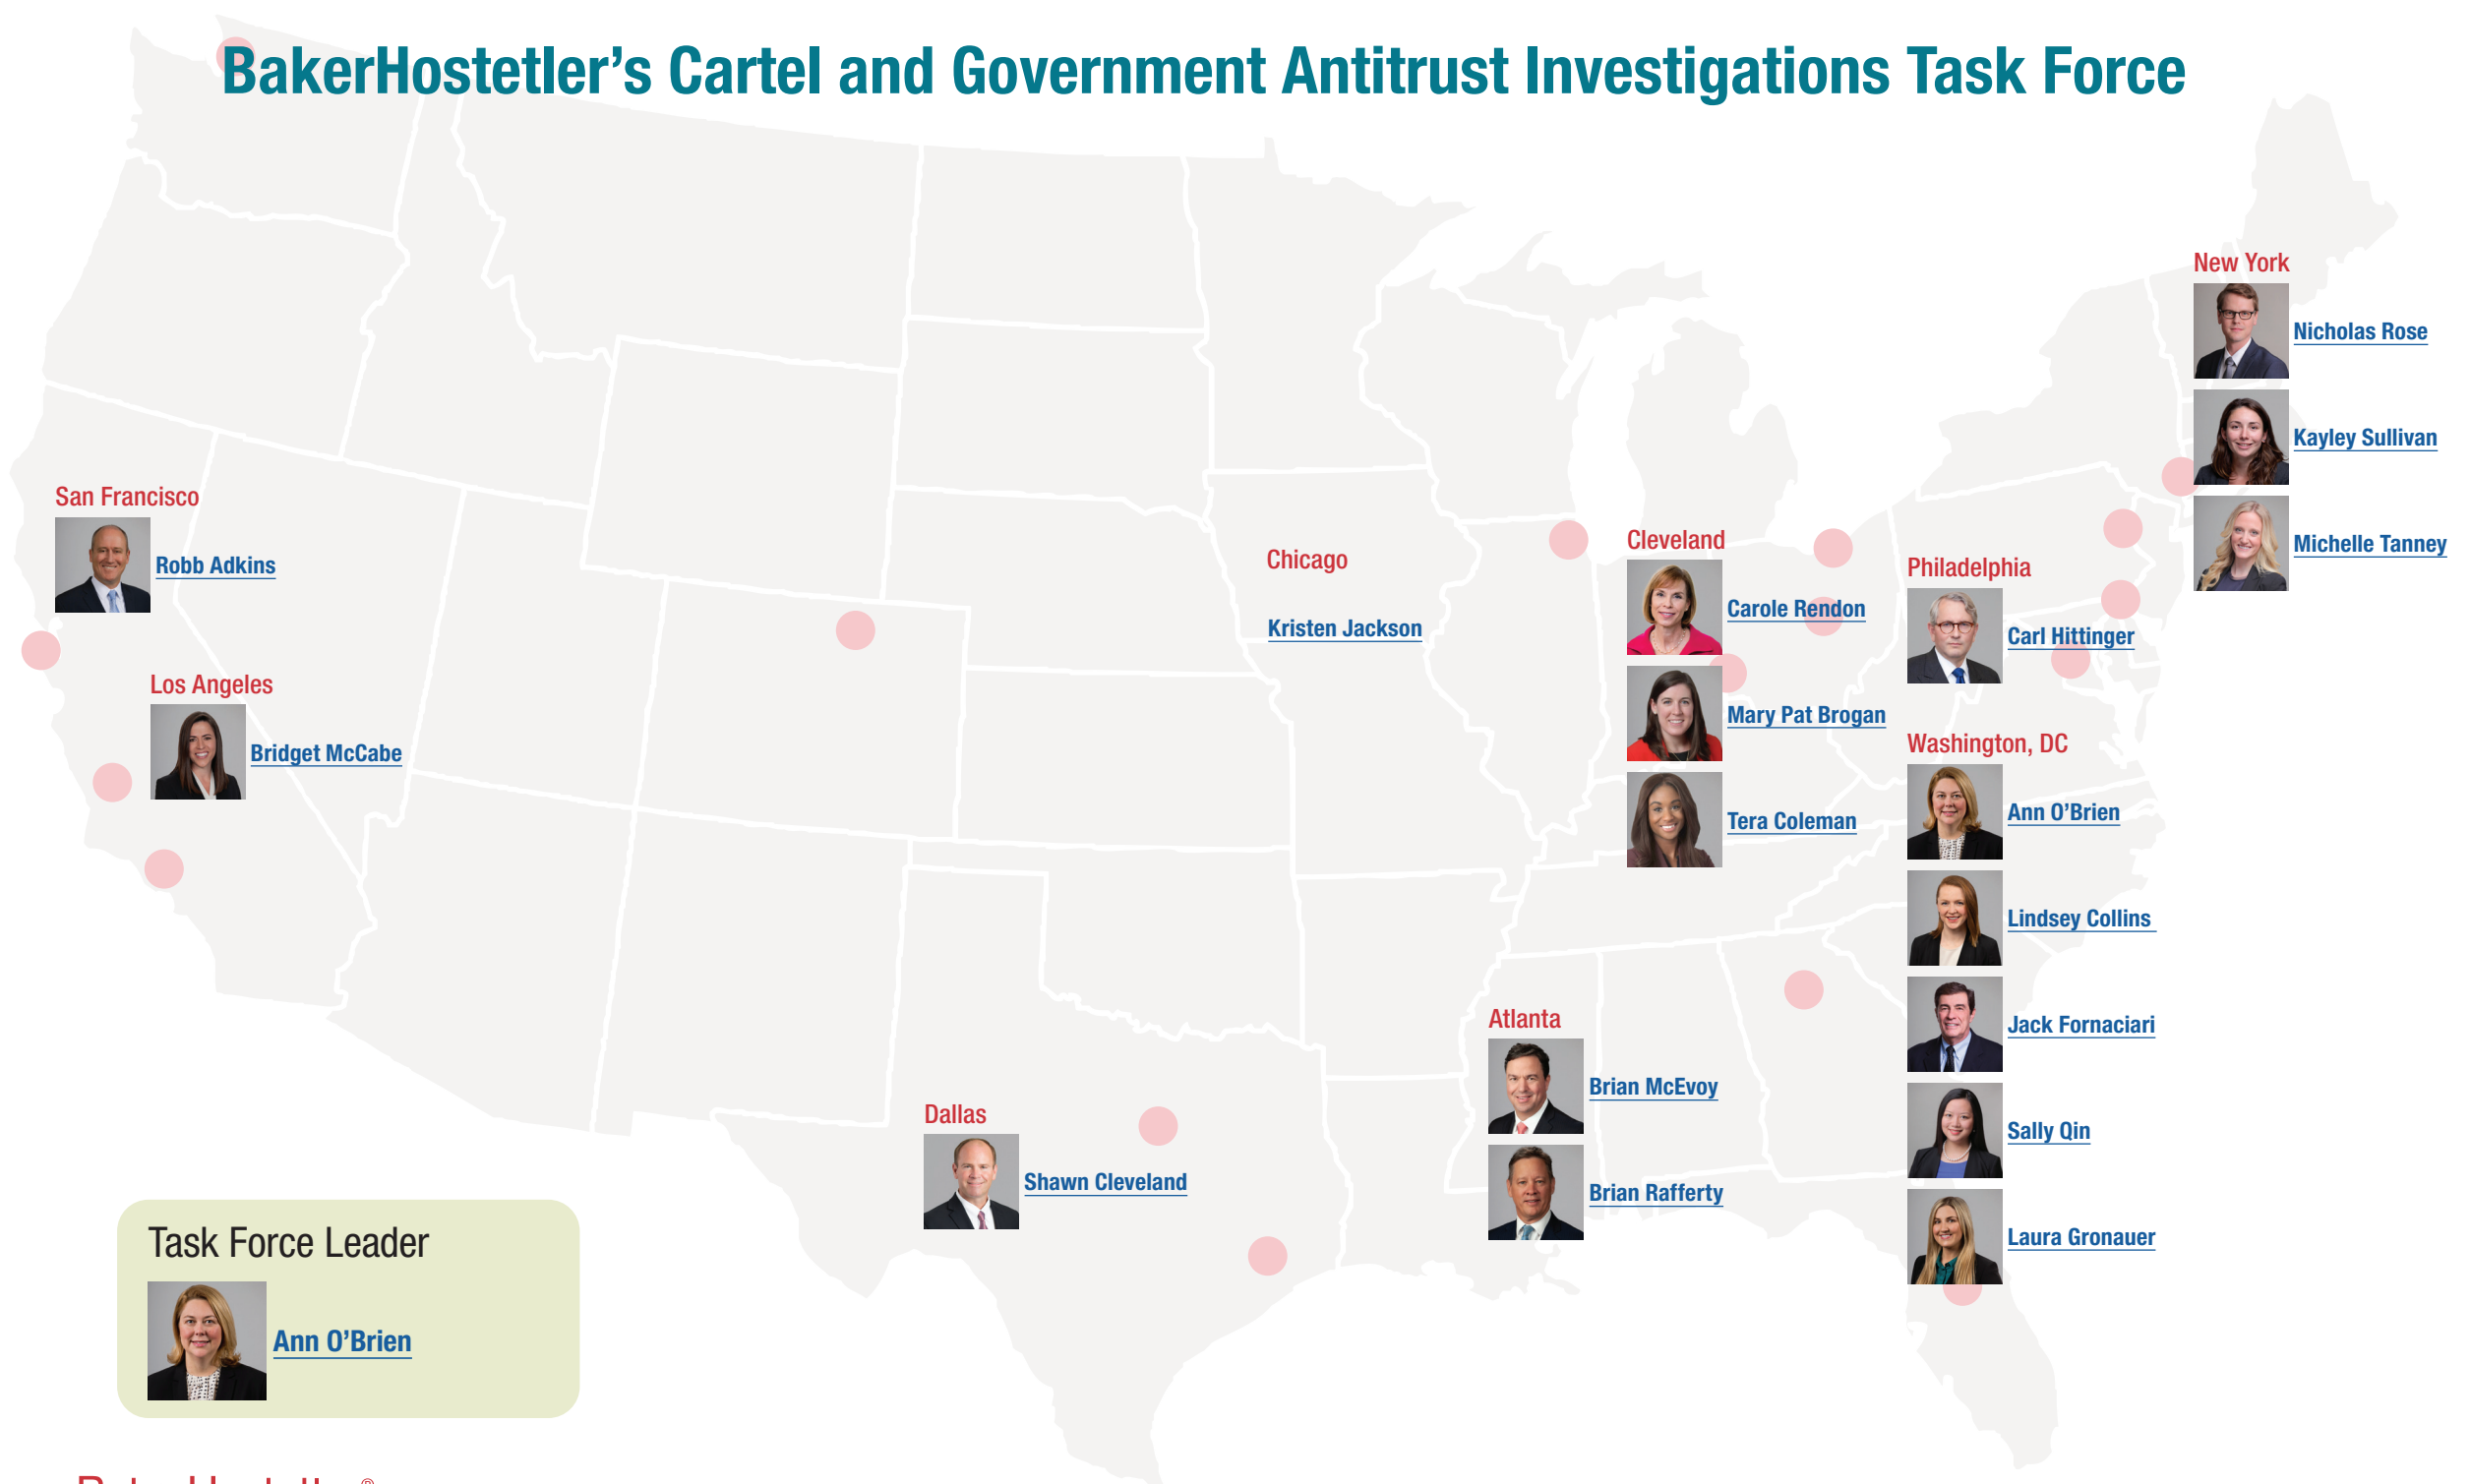 BakerHostetler’s Cartel and Government Antitrust Investigations Task Force
New York
Nicholas Rose
Kayley Sullivan
Michelle Tanney
San Francisco
Robb Adkins
Los Angeles
Bridget McCabe
Chicago
Kristen Jackson
Cleveland
Carole Rendon
Mary Pat Brogan
Tera Coleman
Philadelphia
Carl Hittinger
Washington, DC
Ann O’Brien
Lindsey Collins
Jack Fornaciari
Sally Qin
Laura Gronauer
Atlanta
Brian McEvoy
Brian Rafferty
Dallas
Shawn Cleveland
Task Force Leader
Ann O’Brien